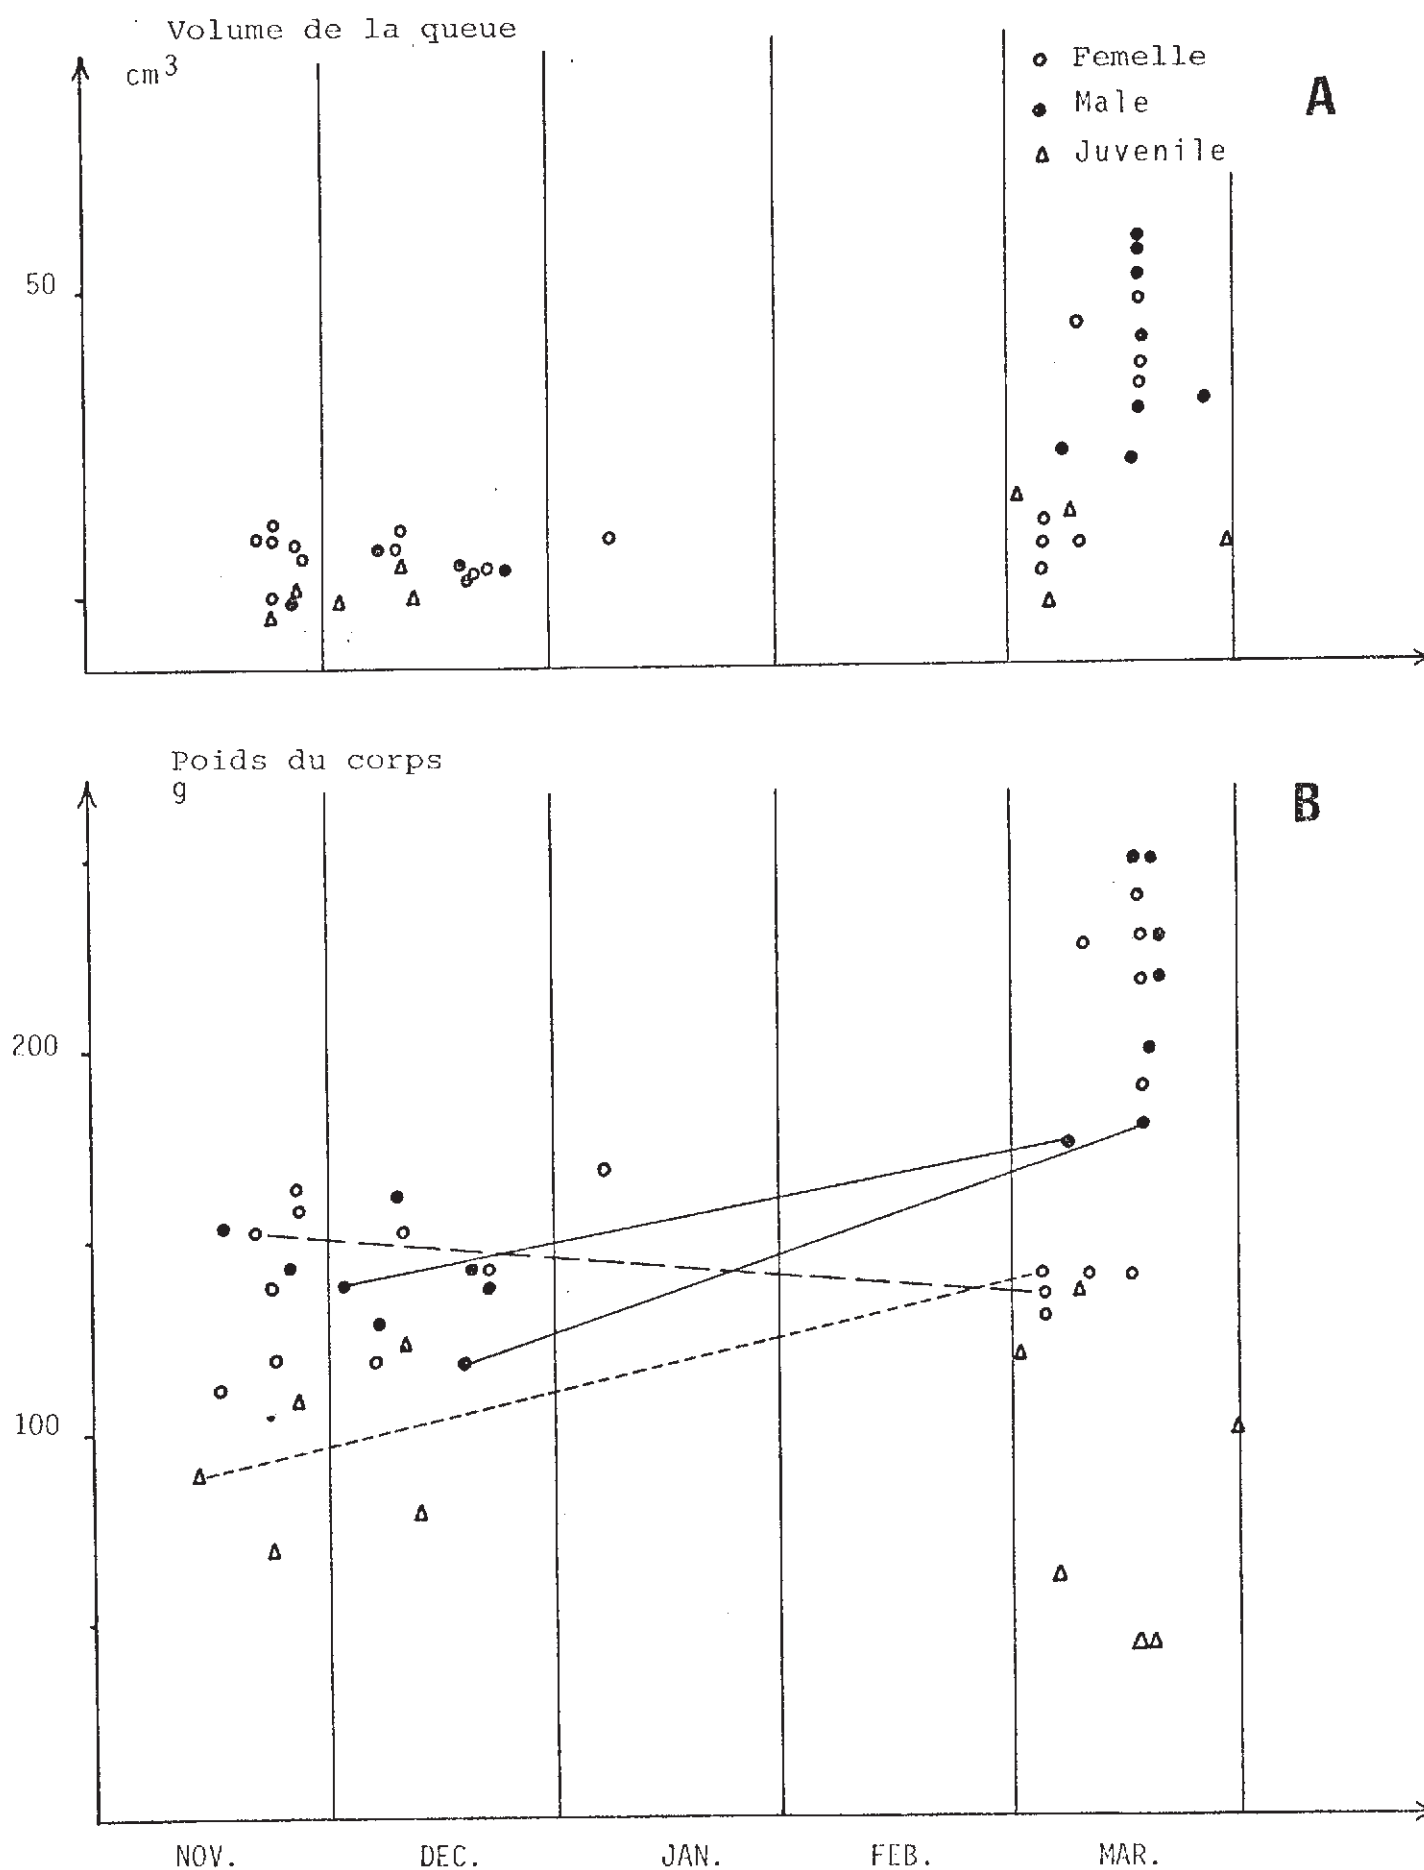 Volume de la queue
cm3
Femelle
Male
Juvenile
A
50
Poids du corps
g
B
200
100
NOV. DEC. JAN. FEB. MAR.